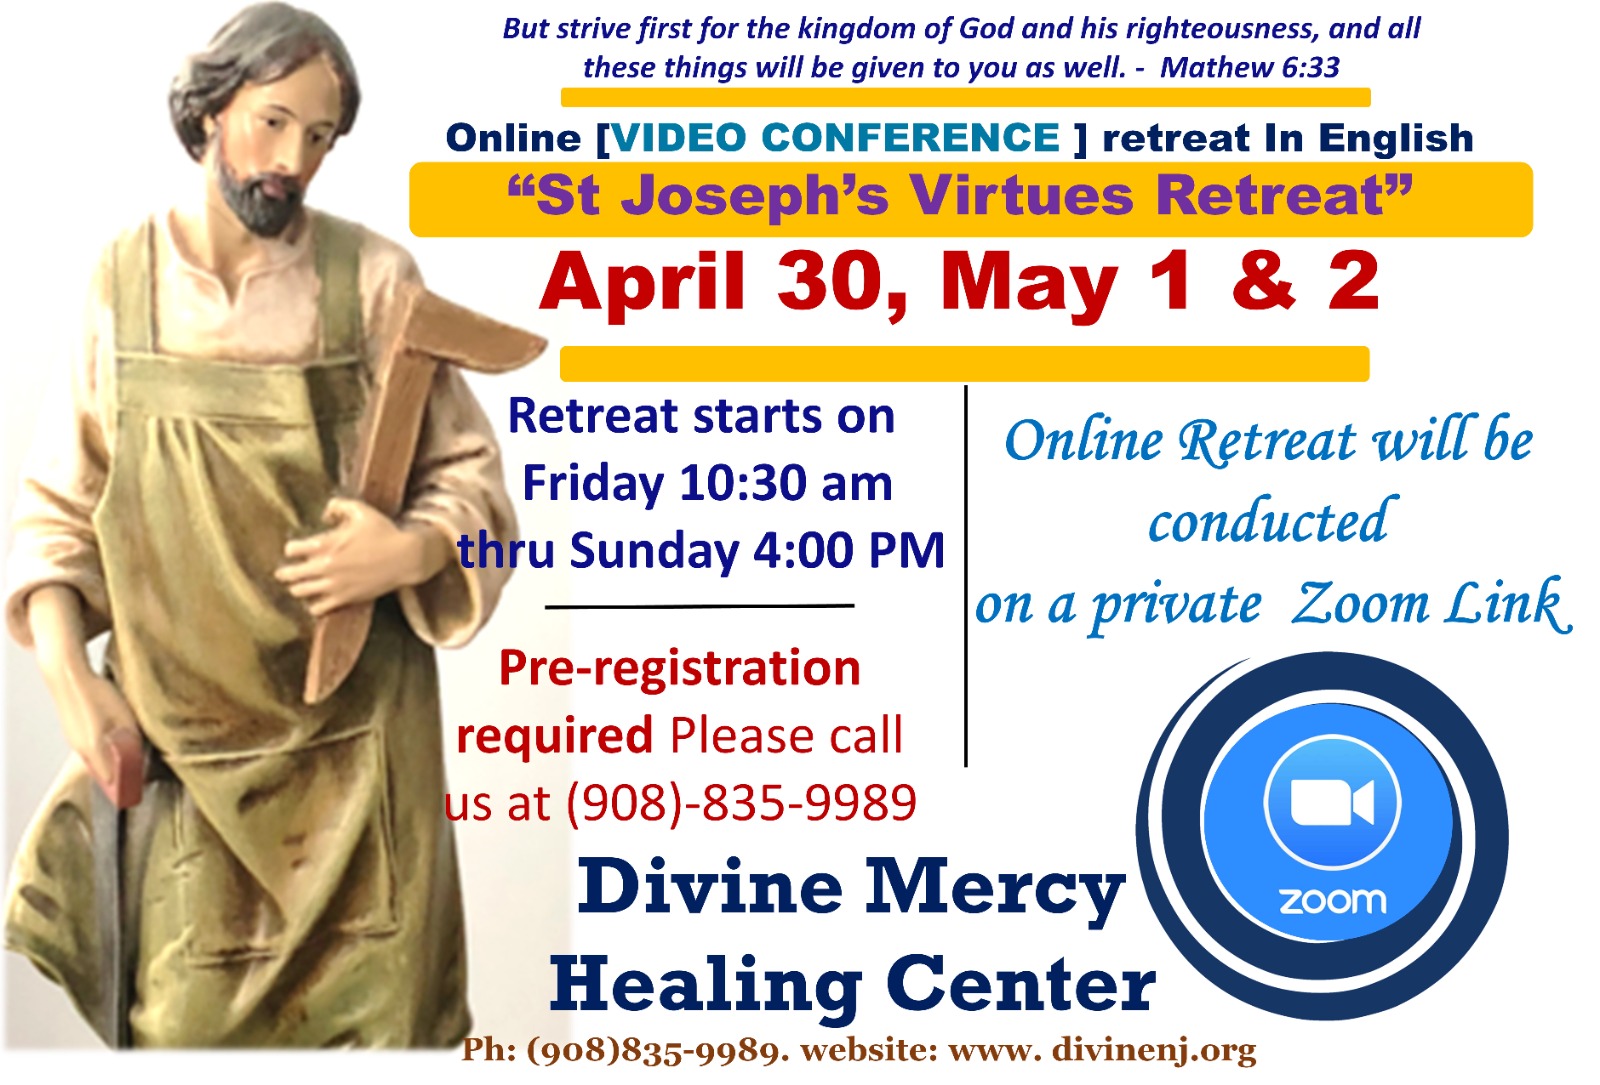 But strive first for the kingdom of God and his righteousness, and all
these things will be given to you as well. - Mathew 6:33
Online [VIDEO CONFERENCE ] retreat In English
“St Joseph’s Virtues Retreat”
April 30, May 1 & 2
Retreat starts on
Friday 10:30 am
thru Sunday 4:00 PM
Pre-registration
required Please call
us at (908)-835-9989
Online Retreat will be
conducted
on a private Zoom Link
zoom
Divine Mercy
Healing Center
Ph: (908)835-9989. website: www. divinenj.org